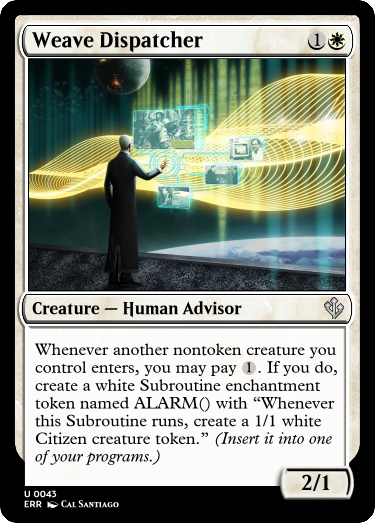 Weave Dispatcher 1
Creature — Human Advisor
Whenever another nontoken creature you
control enters, you may pay 1. If you do,
create a white Subroutine enchantment
token named ALARM() with “Whenever
this Subroutine runs, create a 1/1 white
Citizen creature token.” (Insert it into one
of your programs.)
2/1
U 0043
ERR Cal Santiago